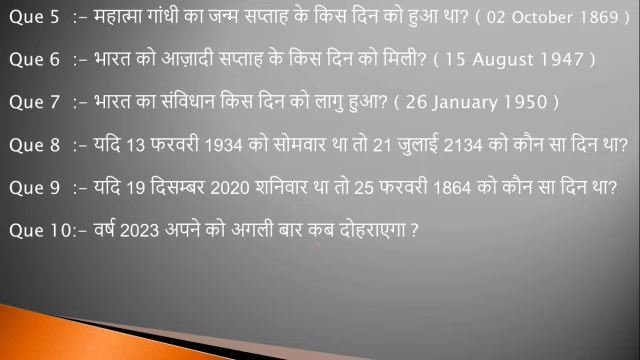 Que 5 :- महात्मा गांधी का जन्म सप्ताह के किस दिन को हुआ था? ( 02 October 1869 )
Que 6 :- भारत को आज़ादी सप्ताह के किस दिन को मिली? ( 15 August 1947 )
Que 7 :- भारत का संविधान किस दिन को लागु हुआ? ( 26 January 1950 )
Que 8 :- यदि 13 फरवरी 1934 को सोमवार था तो 21 जुलाई 2134 को कौन सा दिन था?
Que 9 :- यदि 19 दिसम्बर 2020 शनिवार था तो 25 फरवरी 1864 को कौन सा दिन था?
Que 10:- वर्ष 2023 अपने को अगली बार कब दोहराएगा ?